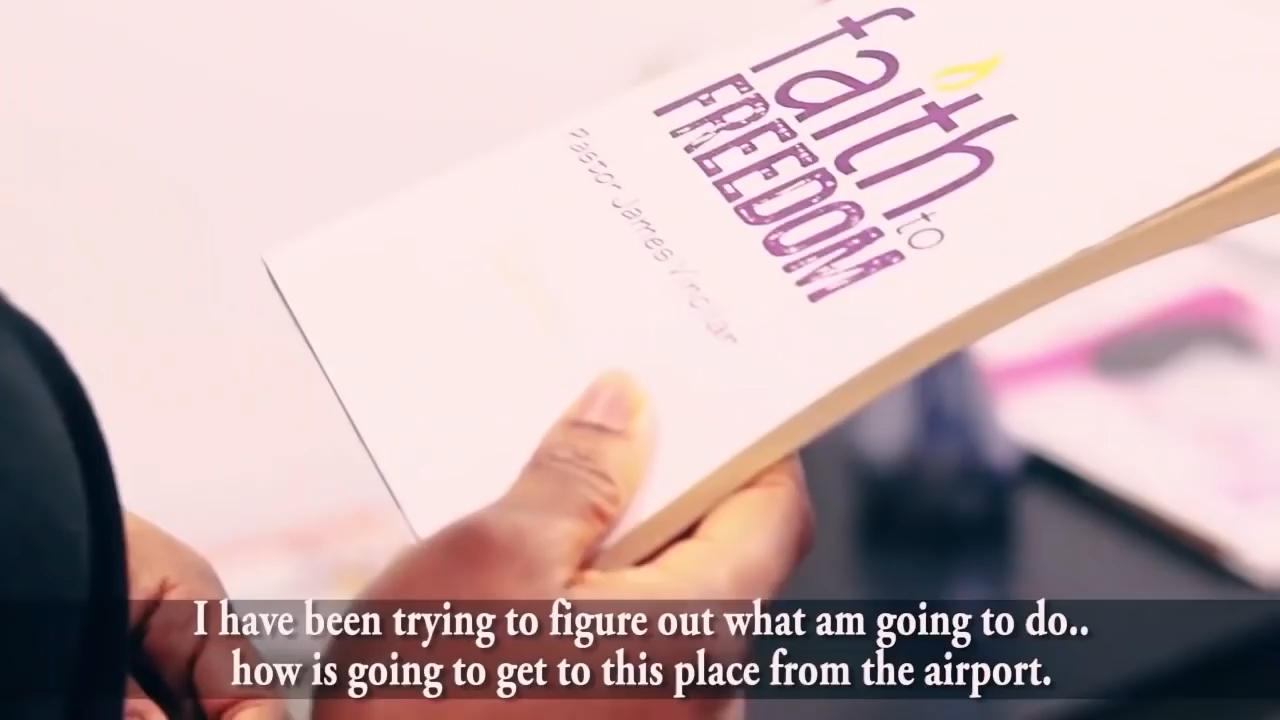 faith
to
FREEDOM
Pastor James
I have been trying to figure out what am going to do..
how is going to get to this place from the airport.